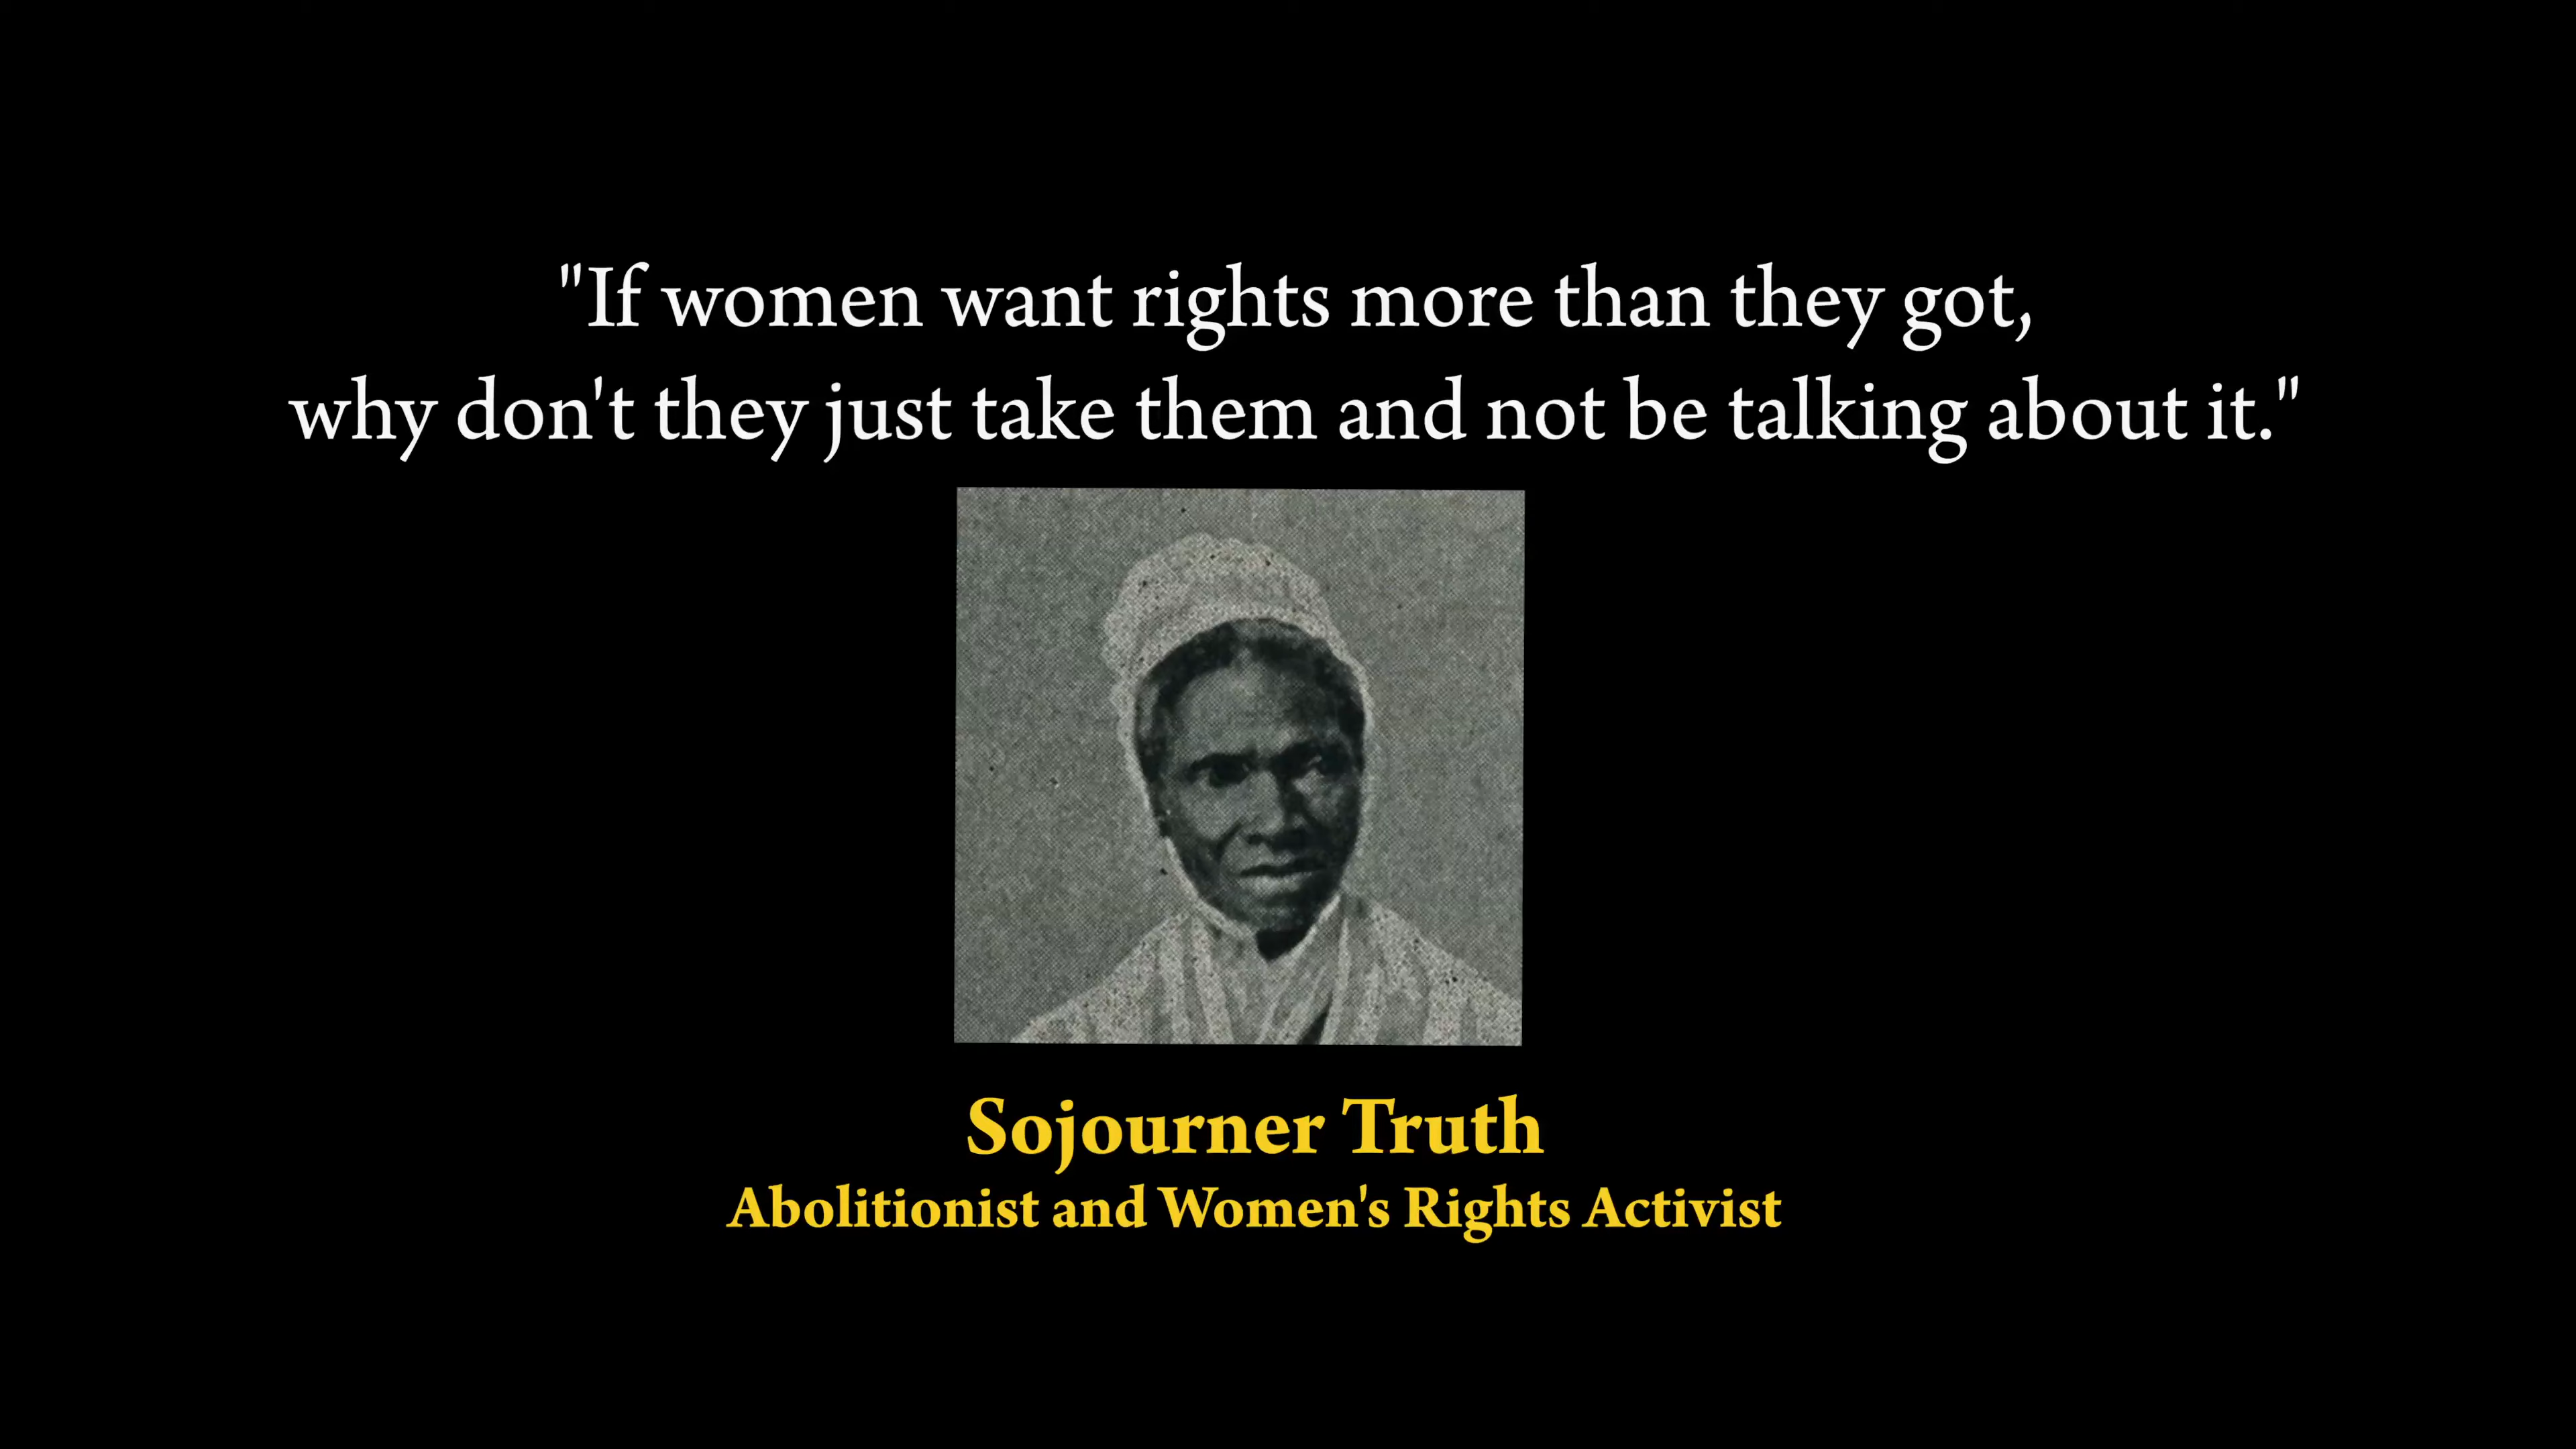 "If women want rights more than they got,
why don't they just take them and not be talking about it."
Sojourner Truth
Abolitionist and Women's Rights Activist